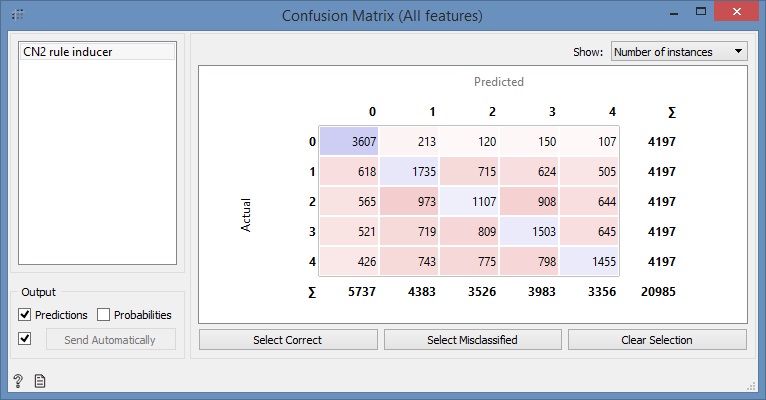 Confusion Matrix (All features)
CN2 rule inducer
Show: Number of instances
Predicted
0 1 2 3 4 Σ
0 3607 213 120 150 107 4197
1 618 1735 715 624 505 4197
2 565 973 1107 908 644 4197
3 521 719 809 1503 645 4197
4 426 743 775 798 1455 4197
Σ 5737 4383 3526 3983 3356 20985
Actual
Output
Predictions Probabilities
Send Automatically
Select Correct Select Misclassified Clear Selection
?